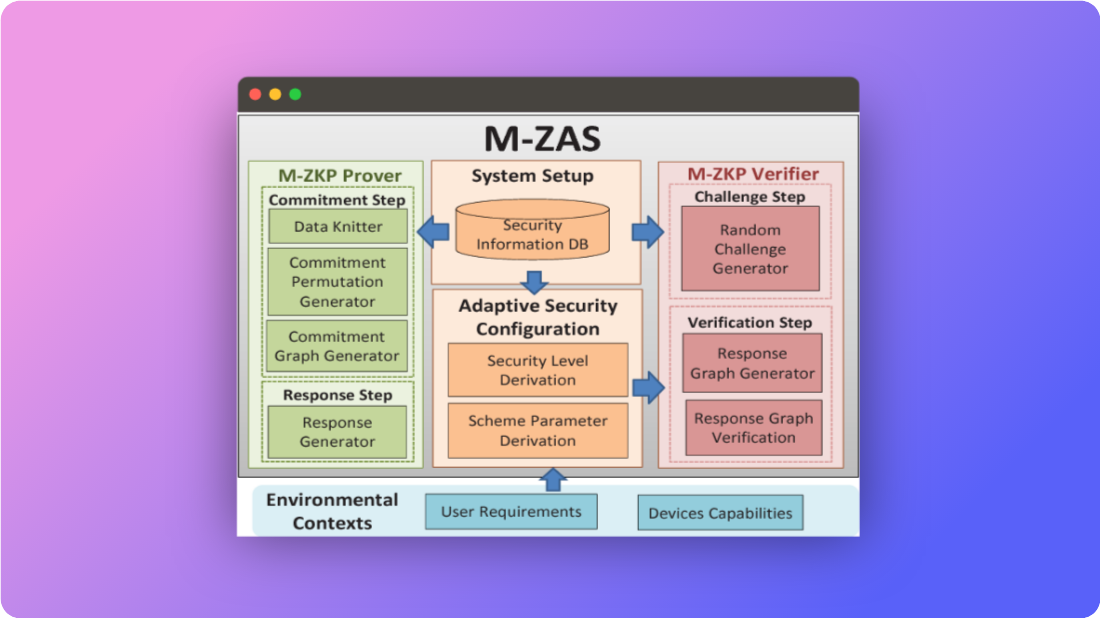 M-ZAS
M-ZKP Prover
Commitment Step
Data Knitter
Commitment
Permutation
Generator
Commitment
Graph Generator
Response Step
Response
Generator
System Setup
Security
Information DB
Adaptive Security
Configuration
Security Level
Derivation
Scheme Parameter
Derivation
M-ZKP Verifier
Challenge Step
Random
Challenge
Generator
Verification Step
Response
Graph Generator
Response Graph
Verification
Environmental
Contexts
User Requirements
Devices Capabilities